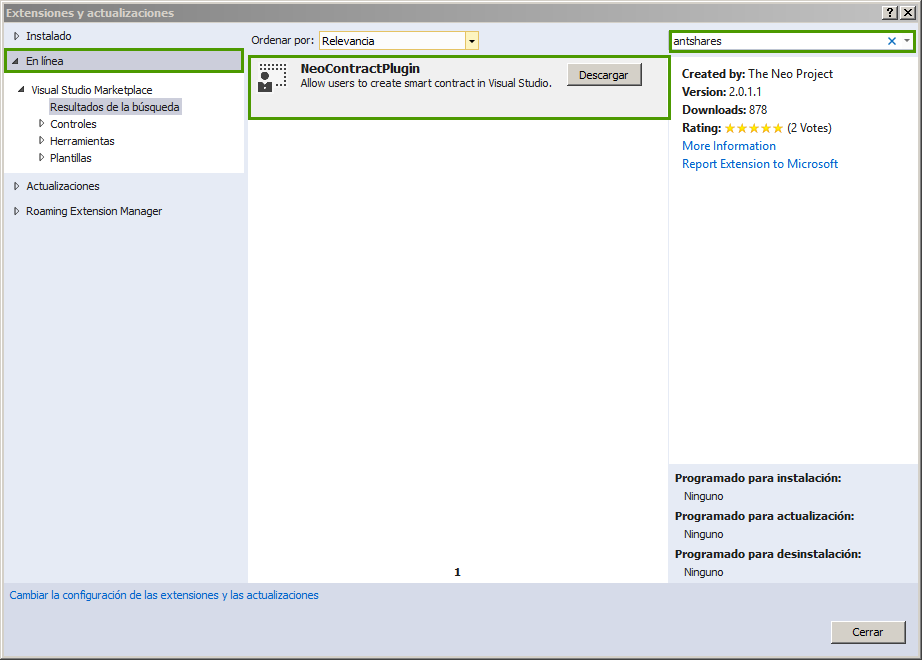 Extensiones y actualizaciones
Instalado
En línea
Visual Studio Marketplace
Resultados de la búsqueda
Controles
Herramientas
Plantillas
Actualizaciones
Roaming Extension Manager
Ordenar por: Relevancia
NeoContractPlugin
Allow users to create smart contract in Visual Studio.
Descargar
1
antshares
Created by: The Neo Project
Version: 2.0.1.1
Downloads: 878
Rating: (2 Votes)
More Information
Report Extension to Microsoft
Programado para instalación:
Ninguno
Programado para actualización:
Ninguno
Programado para desinstalación:
Ninguno
Cambiar la configuración de las extensiones y las actualizaciones
Cerrar